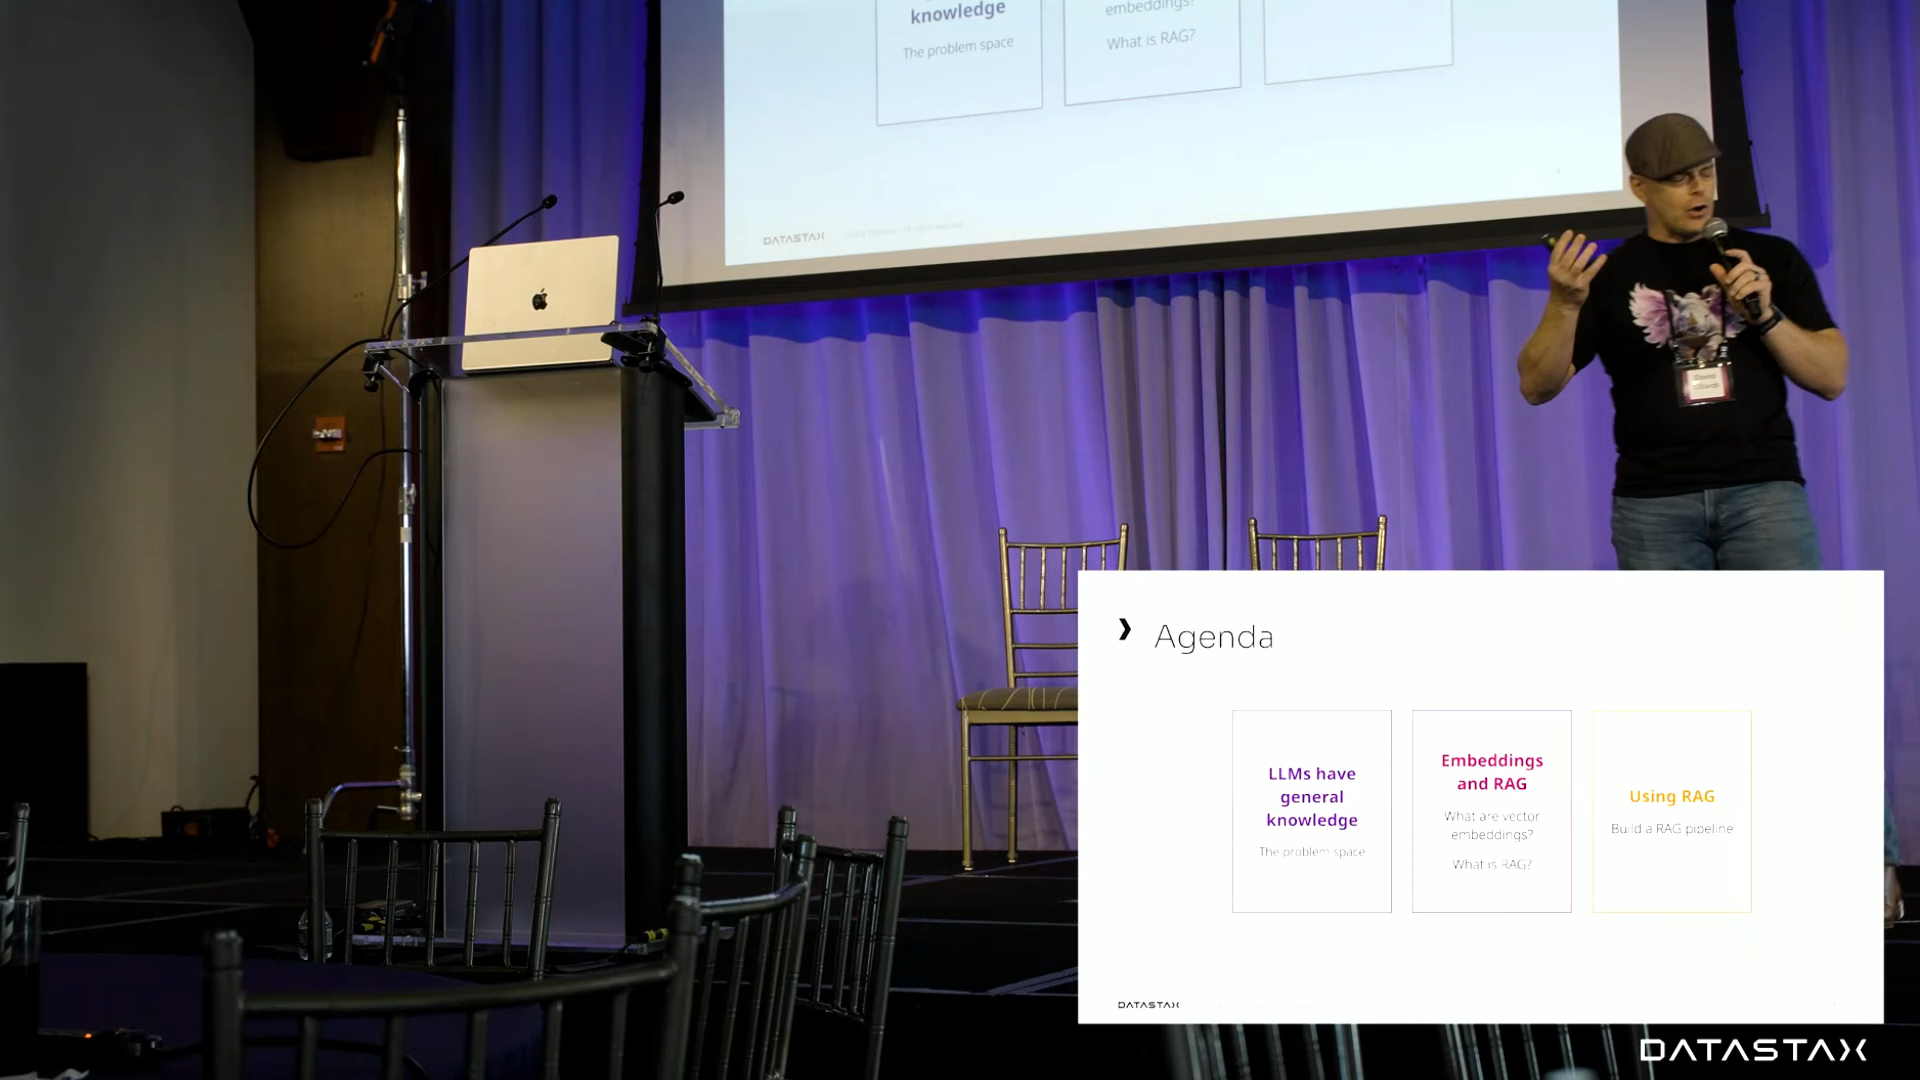 knowledge
The problem space
embeddings?
What is RAG?
DATASTAX
David
Agenda
LLMs have
general
knowledge
The problem space
Embeddings
and RAG
What are vector
embeddings?
What is RAG?
Using RAG
Build a RAG pipeline
DATASTAX
DATASTAX